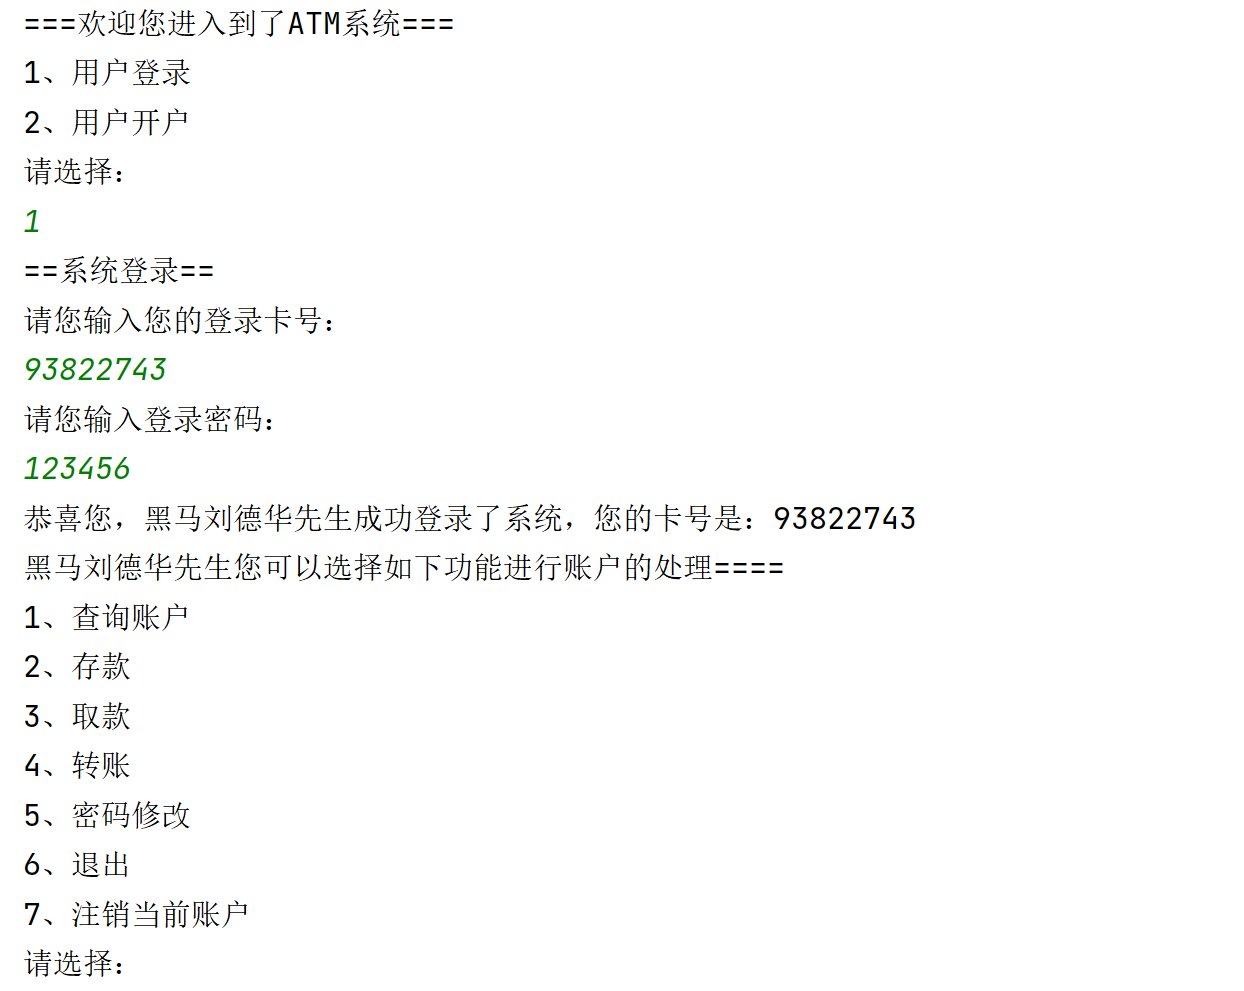 ===欢迎您进入到了ATM系统===
1、用户登录
2、用户开户
请选择：
1
==系统登录==
请您输入您的登录卡号：
93822743
请您输入登录密码：
123456
恭喜您，黑马刘德华先生成功登录了系统，您的卡号是：93822743
黑马刘德华先生您可以选择如下功能进行账户的处理====
1、查询账户
2、存款
3、取款
4、转账
5、密码修改
6、退出
7、注销当前账户
请选择：